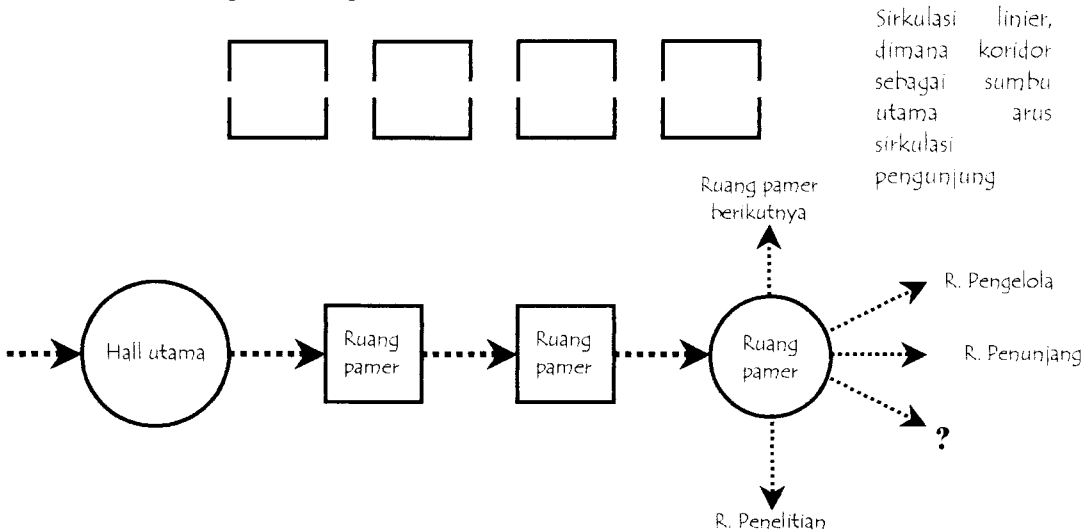 Sirkulasi linier,
dimana koridor
sebagai sumbu
utama arus
sirkulasi
pengunjung
Ruang pamer
berikutnya
R. Pengelola
Hall utama
Ruang
pamer
Ruang
pamer
Ruang
pamer
R. Penunjang
?
R. Penelitian